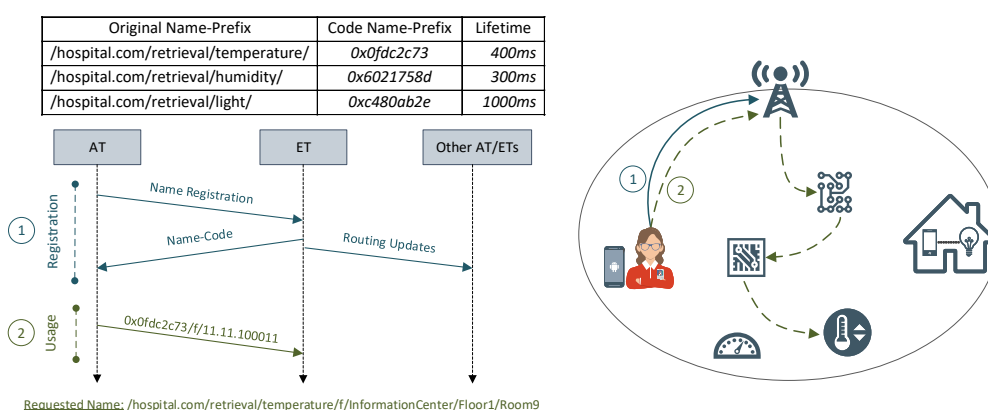 Original Name-Prefix Code Name-Prefix Lifetime
/hospital.com/retrieval/temperature/ 0x0fdc2c73 400ms
/hospital.com/retrieval/humidity/ 0x6021758d 300ms
/hospital.com/retrieval/light/ 0xc480ab2e 1000ms
AT ET Other AT/ETs
1 Registration
Name Registration
Name-Code
Routing Updates
2 Usage
0x0fdc2c73/f/11.11.100011
Requested Name: /hospital.com/retrieval/temperature/f/InformationCenter/Floor1/Room9
1
2